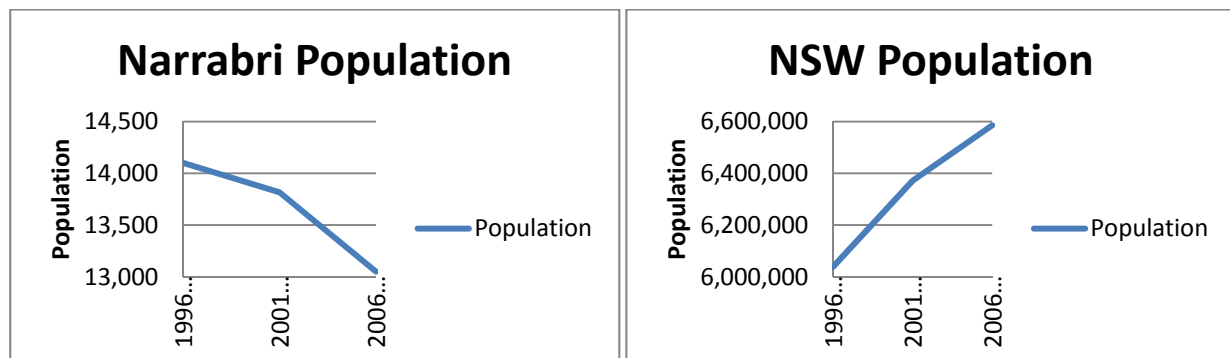 Narrabri Population
14,500
14,000
13,500
13,000
Population
1996...
2001...
2006...
Population
NSW Population
6,600,000
6,400,000
6,200,000
6,000,000
Population
1996...
2001...
2006...
Population